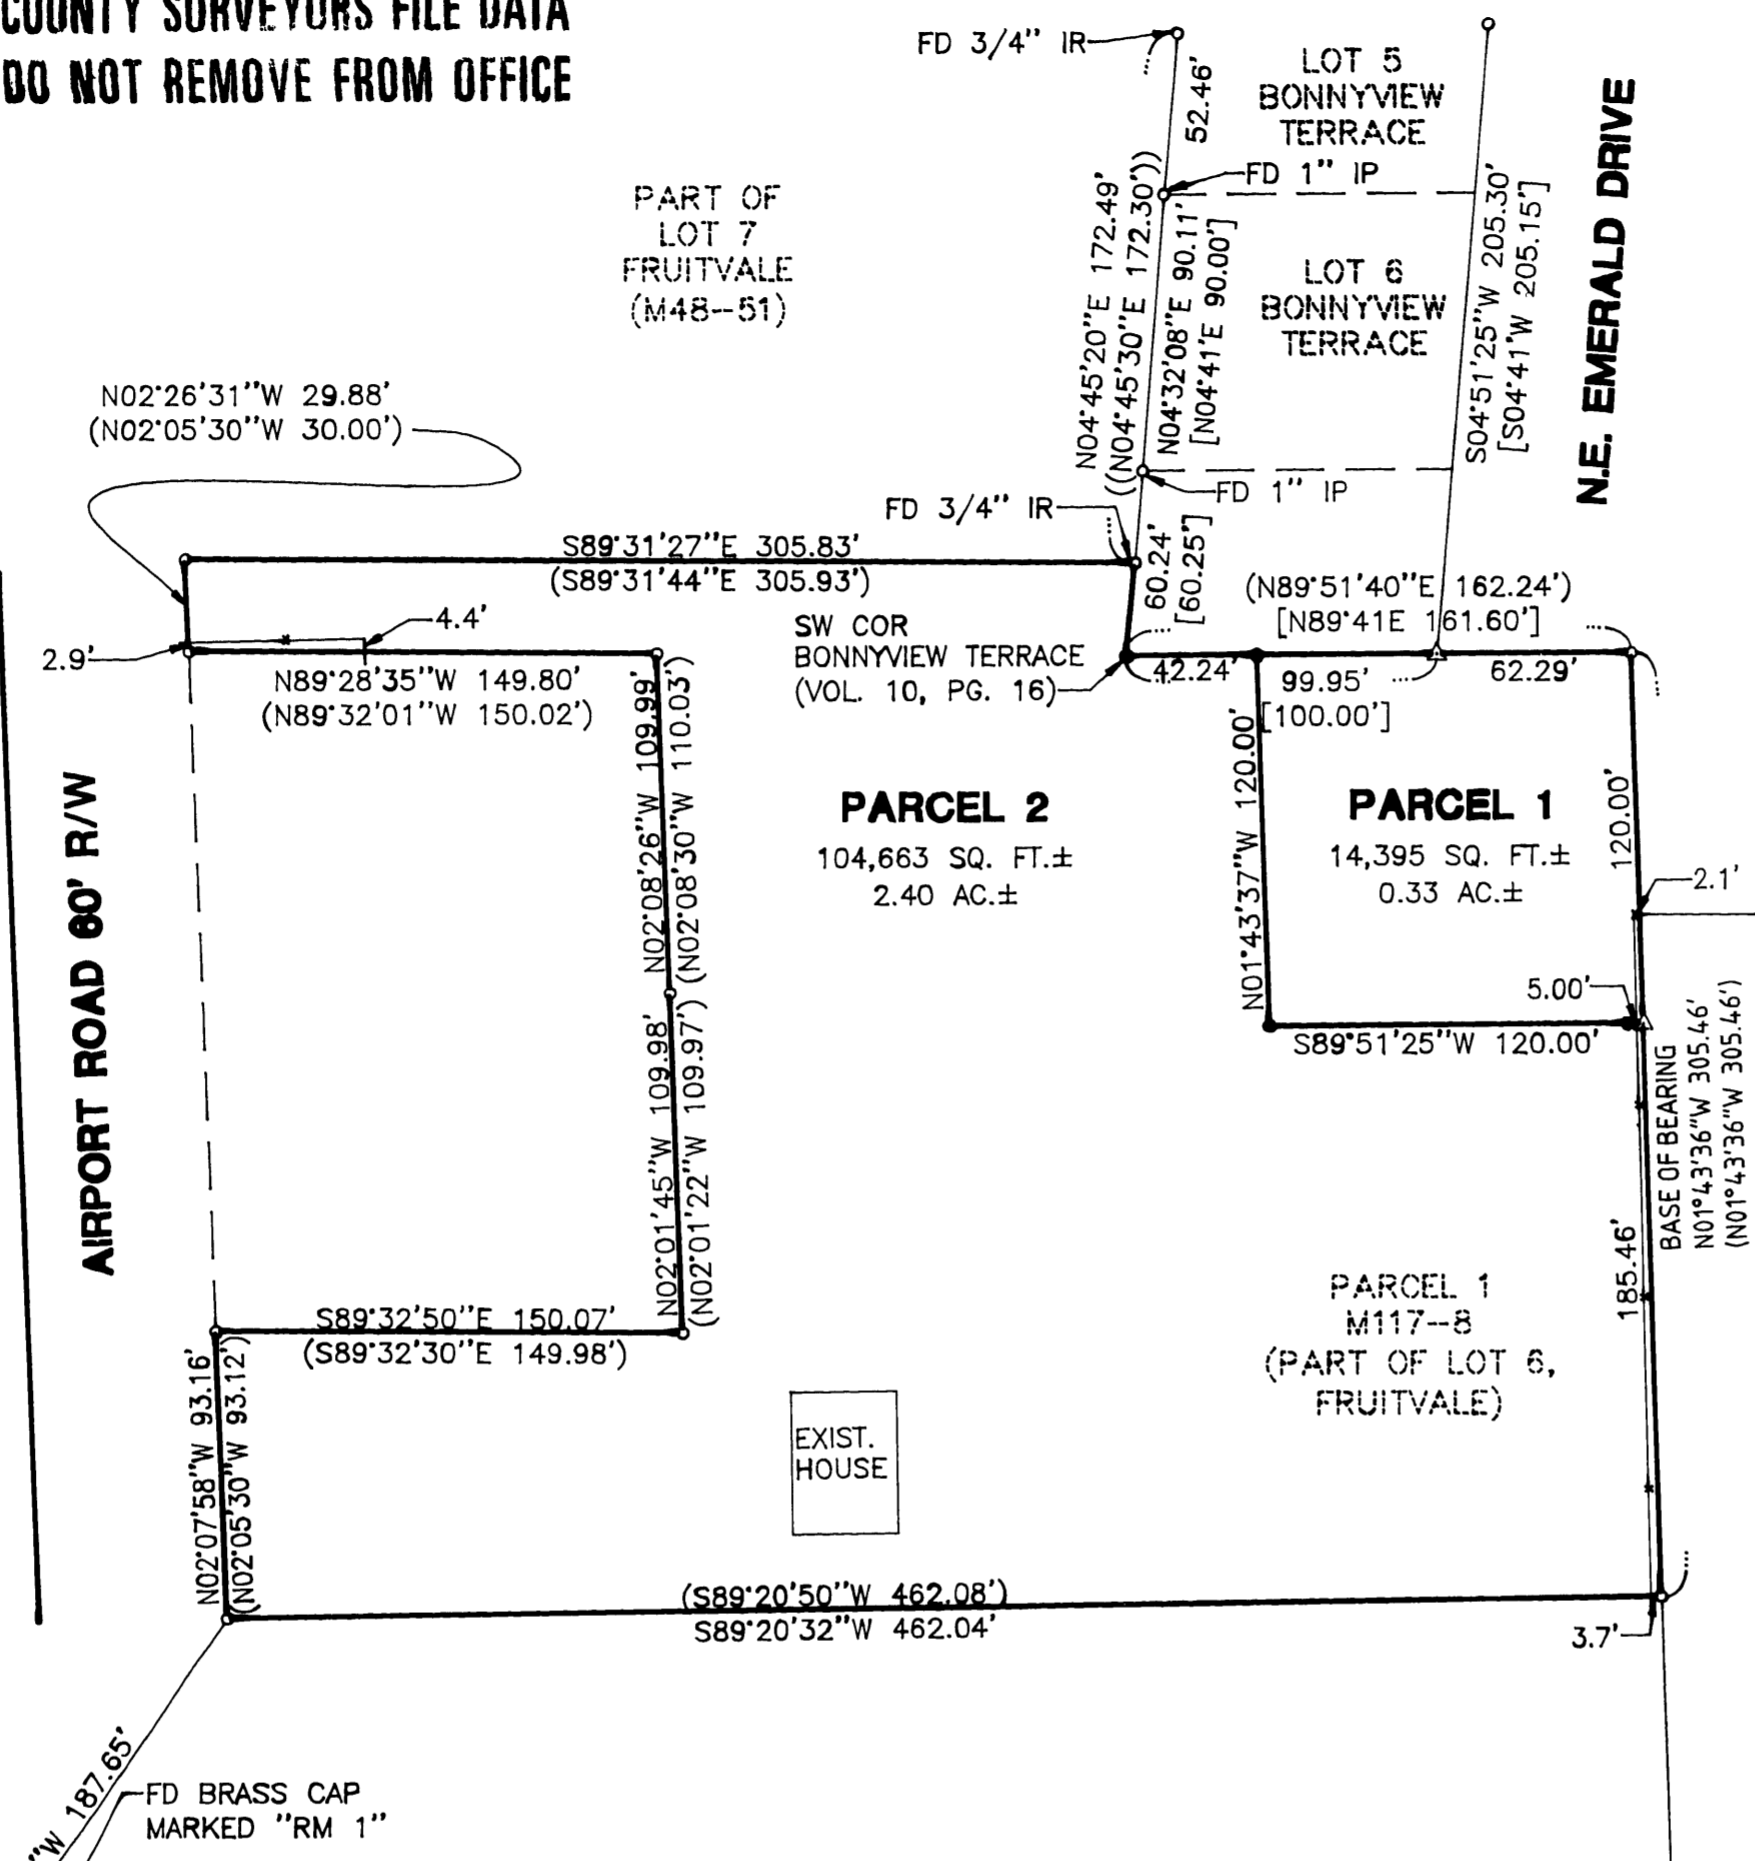 COUNTY SURVEYORS FILE DATA
DO NOT REMOVE FROM OFFICE
FD 3/4" IR
52.46'
LOT 5
BONNYVIEW
TERRACE
FD 1" IP
N.E. EMERALD DRIVE
PART OF
LOT 7
FRUITVALE
(M48--51)
N04°45'20"E 172.49'
((N04°45'30"E 172.30'))
N04°32'08"E 90.11'
[N04°41'E 90.00']
LOT 6
BONNYVIEW
TERRACE
S04°51'25"W 205.30'
[S04°41'W 205.15']
N02°26'31"W 29.88'
(N02°05'30"W 30.00')
FD 1" IP
FD 3/4" IR
S89°31'27"E 305.83'
(S89°31'44"E 305.93')
60.24'
[60.25']
(N89°51'40"E 162.24')
[N89°41E 161.60']
4.4'
2.9'
SW COR
BONNYVIEW TERRACE
(VOL. 10, PG. 16)
42.24'
99.95'
[100.00']
62.29'
N89°28'35"W 149.80'
(N89°32'01"W 150.02')
N02°08'26"W 109.99'
(N02°08'30"W 110.03')
PARCEL 2
104,663 SQ. FT.±
2.40 AC.±
N01°43'37"W 120.00'
PARCEL 1
14,395 SQ. FT.±
0.33 AC.±
120.00'
2.1'
5.00'
S89°51'25"W 120.00'
AIRPORT ROAD 60' R/W
N02°01'45"W 109.98'
(N02°01'22"W 109.97')
BASE OF BEARING
N01°43'36"W 305.46'
(N01°43'36"W 305.46')
185.46'
PARCEL 1
M117--8
(PART OF LOT 6,
FRUITVALE)
S89°32'50"E 150.07'
(S89°32'30"E 149.98')
N02°07'58"W 93.16'
(N02°05'30"W 93.12')
EXIST.
HOUSE
(S89°20'50"W 462.08')
S89°20'32"W 462.04'
3.7'
"W 187.65'
FD BRASS CAP
MARKED "RM 1"